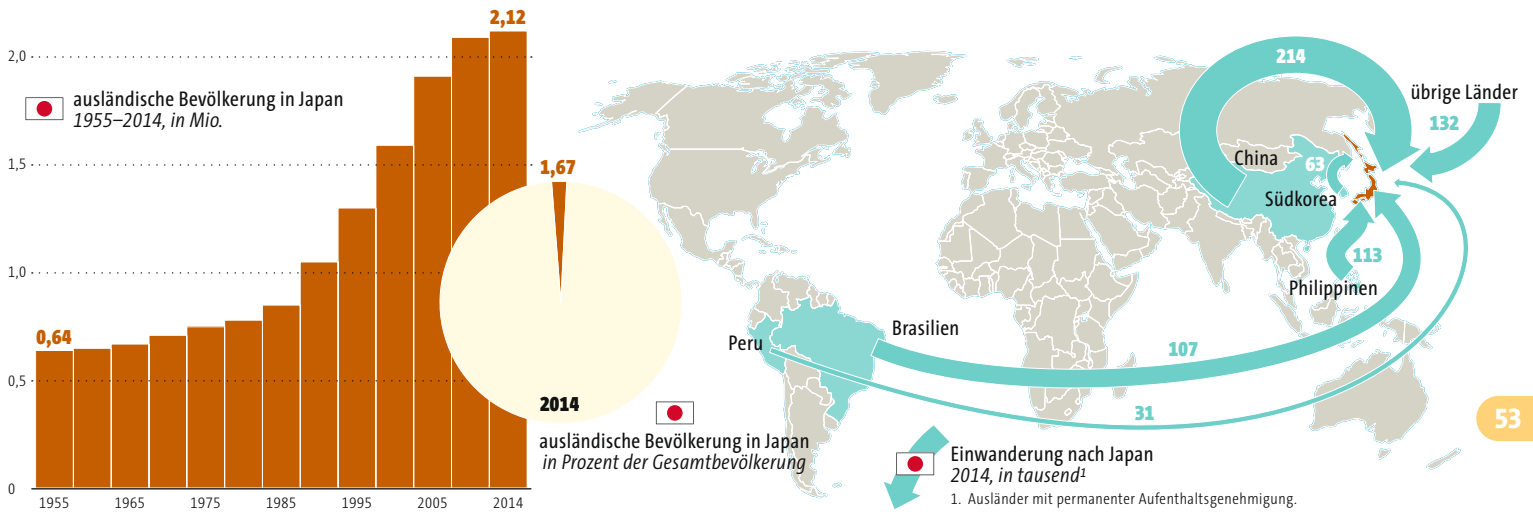 2,12
2,0
ausländische Bevölkerung in Japan
1955–2014, in Mio.
1,5
1,0
0,64
0,5
0
1955 1965 1975 1985 1995 2005 2014
1,67
2014
ausländische Bevölkerung in Japan
in Prozent der Gesamtbevölkerung
214
übrige Länder
132
China
63
Südkorea
113
Philippinen
Brasilien
Peru
107
31
Einwanderung nach Japan
2014, in tausend¹
1. Ausländer mit permanenter Aufenthaltsgenehmigung.
53